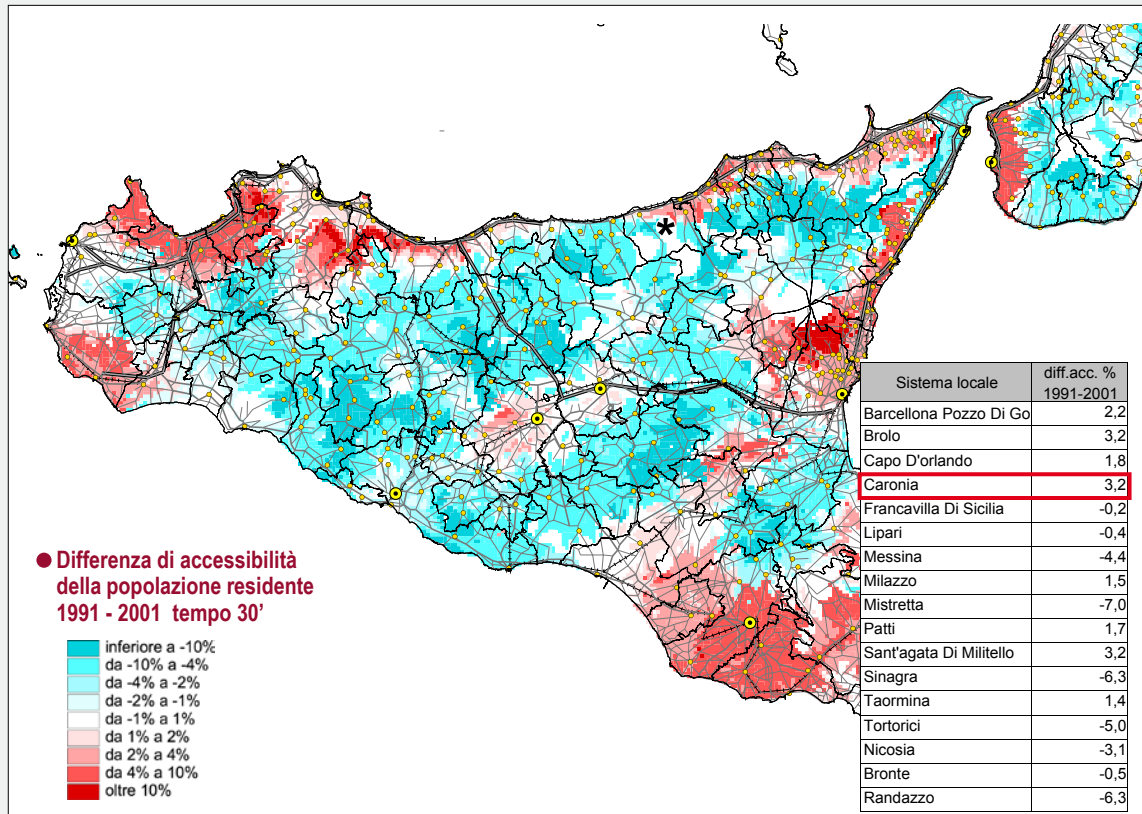 Sistema locale diff.acc. % 1991-2001
Barcellona Pozzo Di Go 2,2
Brolo 3,2
Capo D'orlando 1,8
Caronia 3,2
Francavilla Di Sicilia -0,2
Lipari -0,4
Messina -4,4
Milazzo 1,5
Mistretta -7,0
Patti 1,7
Sant'agata Di Militello 3,2
Sinagra -6,3
Taormina 1,4
Tortorici -5,0
Nicosia -3,1
Bronte -0,5
Randazzo -6,3
● Differenza di accessibilità
della popolazione residente
1991 - 2001 tempo 30'
inferiore a -10%
da -10% a -4%
da -4% a -2%
da -2% a -1%
da -1% a 1%
da 1% a 2%
da 2% a 4%
da 4% a 10%
oltre 10%